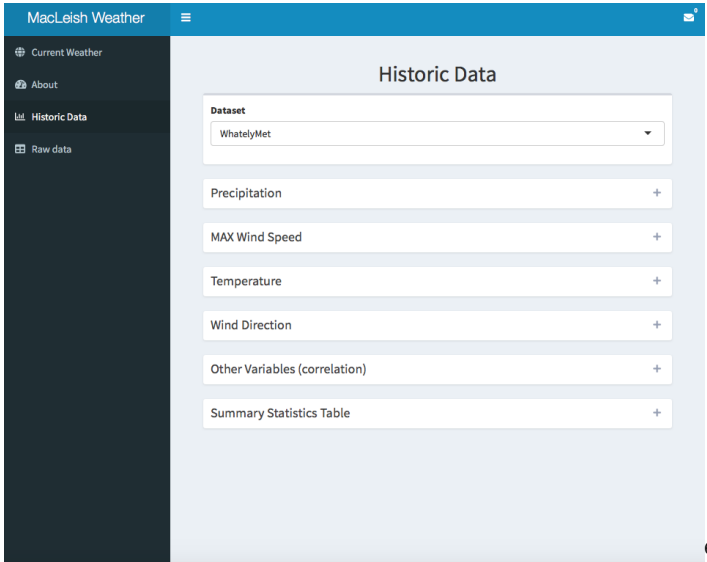 MacLeish Weather
0
Current Weather
About
Historic Data
Raw data
Historic Data
Dataset
WhatelyMet
Precipitation
MAX Wind Speed
Temperature
Wind Direction
Other Variables (correlation)
Summary Statistics Table